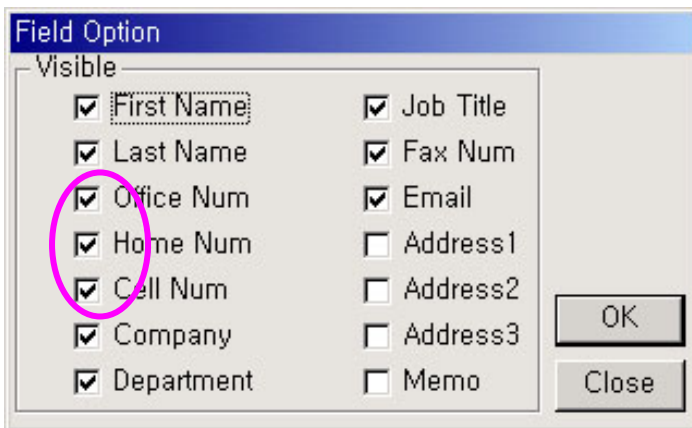 Field Option
Visible
First Name
Last Name
Office Num
Home Num
Cell Num
Company
Department
Job Title
Fax Num
Email
Address1
Address2
Address3
Memo
OK
Close